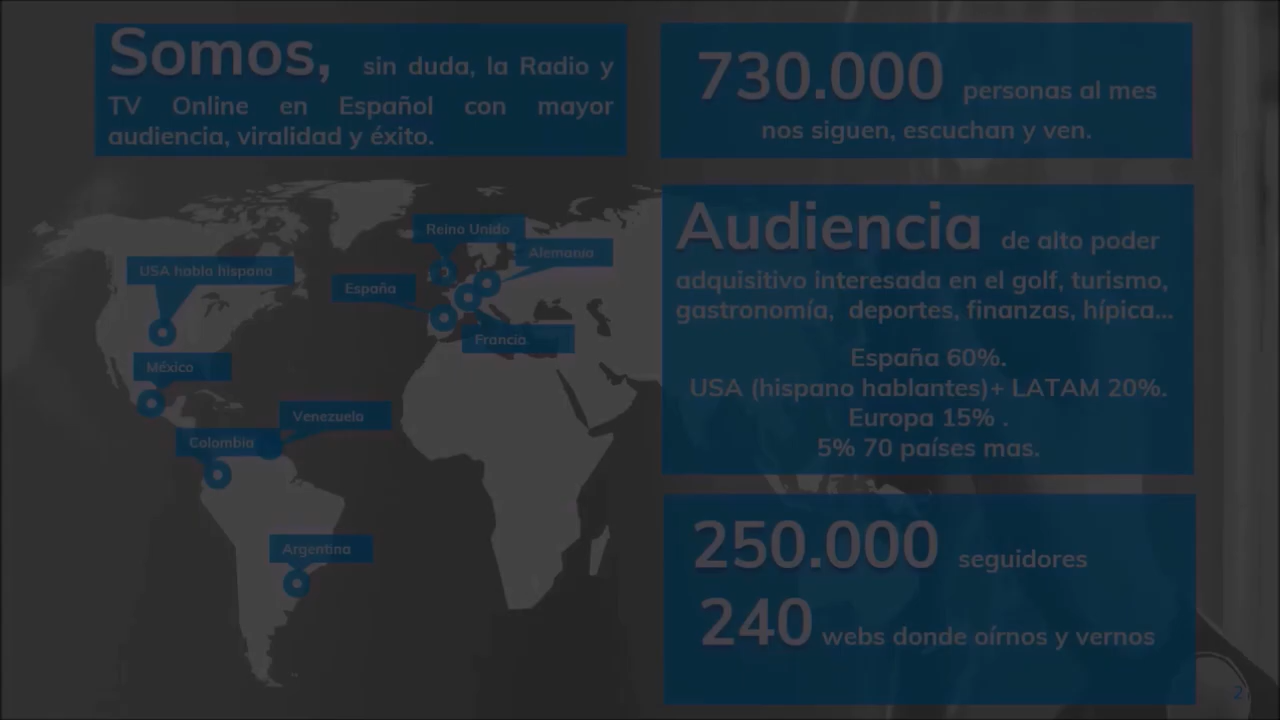 Somos, sin duda, la Radio y
TV Online en Español con mayor
audiencia, viralidad y éxito.
730.000 personas al mes
nos siguen, escuchan y ven.
Reino Unido
Alemania
USA habla hispana
España
Francia
México
Venezuela
Colombia
Argentina
Audiencia de alto poder
adquisitivo interesada en el golf, turismo,
gastronomía, deportes, finanzas, hípica...
España 60%.
USA (hispano hablantes)+ LATAM 20%.
Europa 15% .
5% 70 países mas.
250.000 seguidores
240 webs donde oírnos y vernos
2